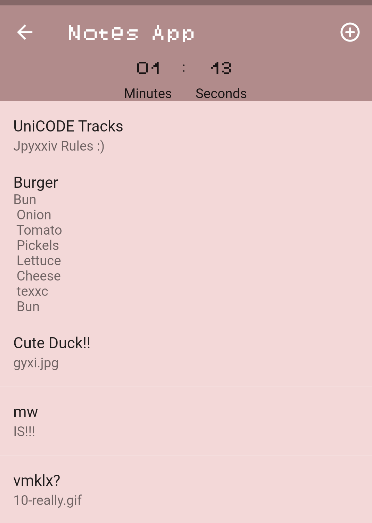 Notes App
01 : 43
Minutes Seconds
UniCODE Tracks
Jpyxxiv Rules :)
Burger
Bun
Onion
Tomato
Pickels
Lettuce
Cheese
texxc
Bun
Cute Duck!!
gyxi.jpg
mw
IS!!!
vmklx?
10-really.gif